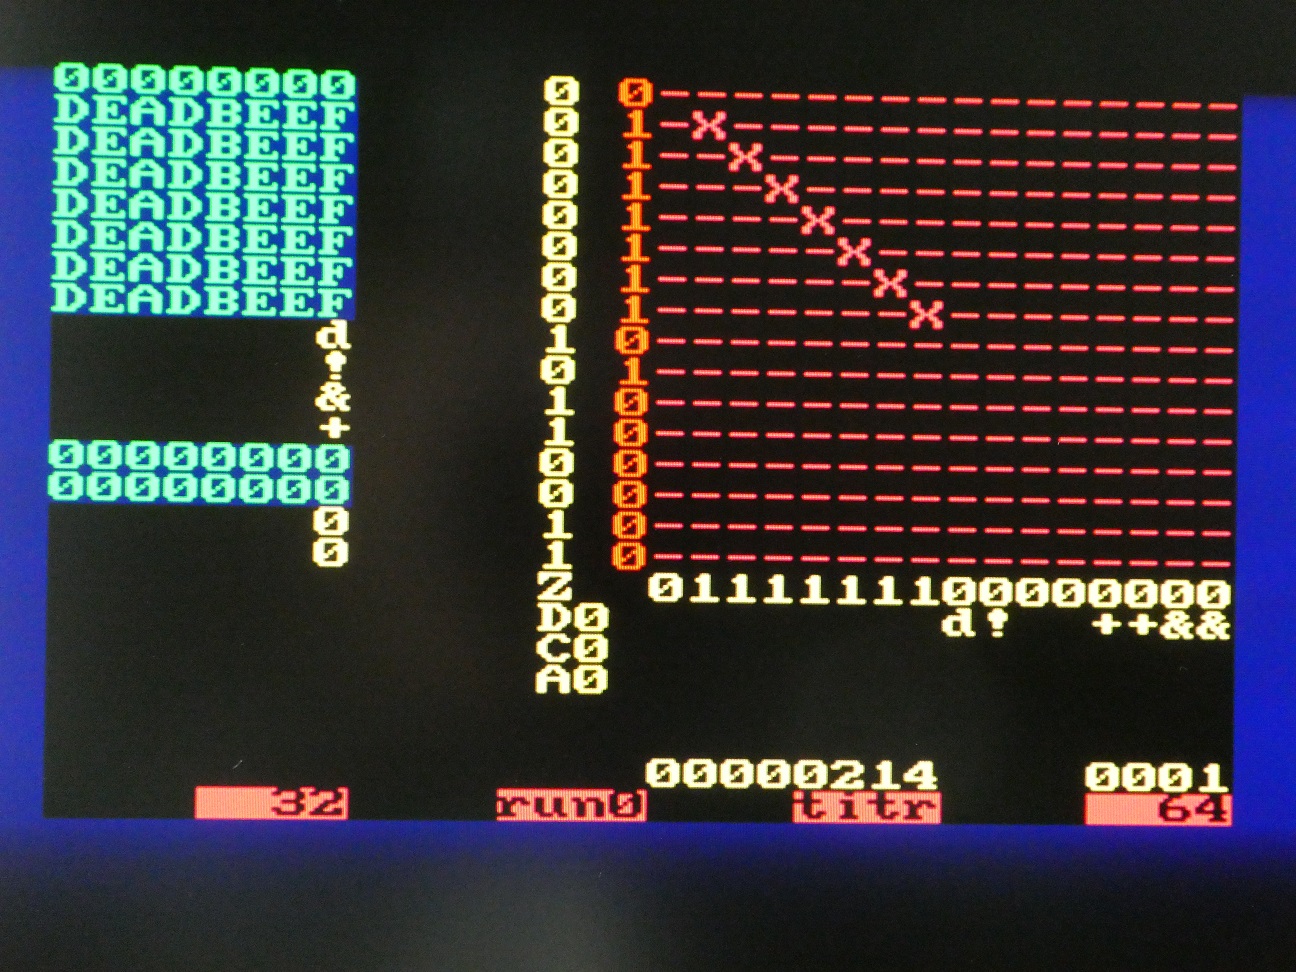 00000000 0 0----------------
DEADBEEF 0 1-X--------------
DEADBEEF 0 1--X-------------
DEADBEEF 0 1---X------------
DEADBEEF 0 1----X-----------
DEADBEEF 0 1-----X----------
DEADBEEF 0 1------X---------
DEADBEEF 0 1-------X--------
d 1 0----------------
! 0 1----------------
& 1 0----------------
+ 1 0----------------
00000000 0 0----------------
00000000 0 0----------------
0 1 0----------------
0 1 0----------------
Z 0111111100000000
D0 d! ++&&
C0
A0
00000214 0001
32 run0 titr 64